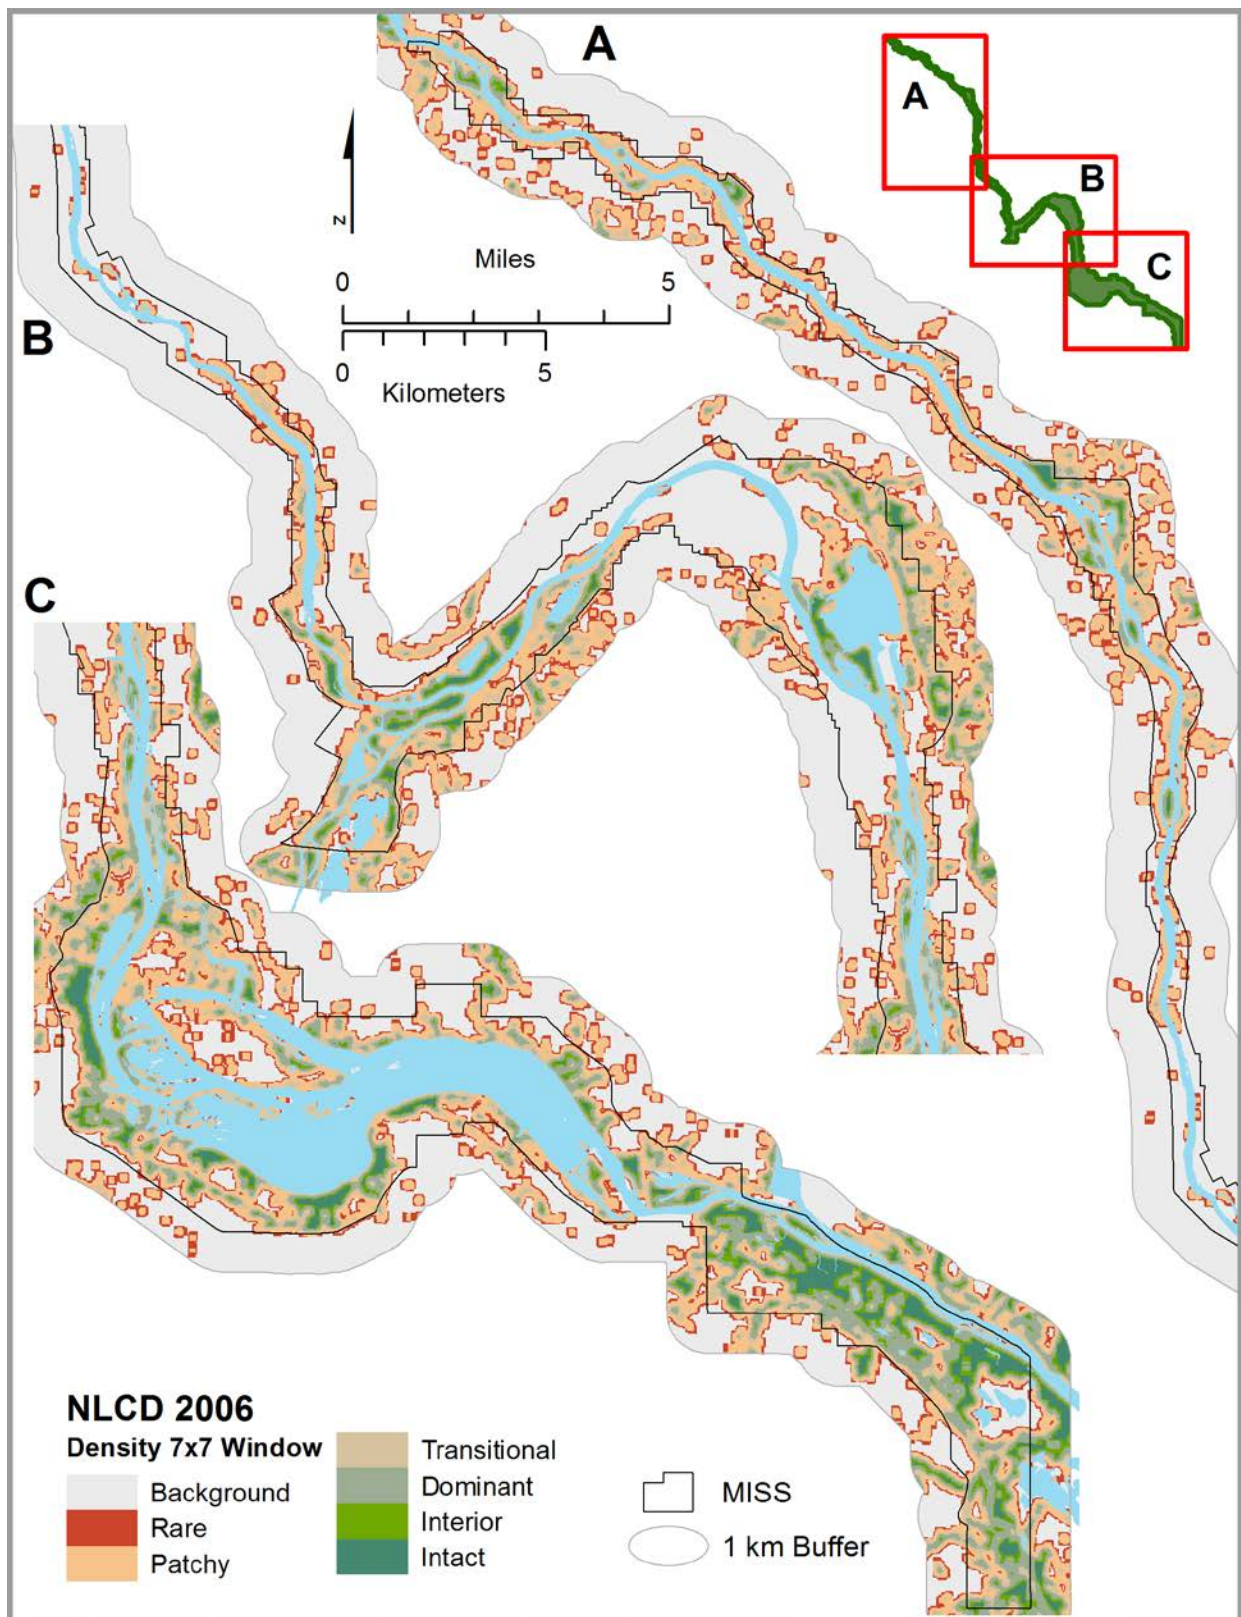 A
A
B
C
N
Miles
0 5
0 5
Kilometers
B
C
NLCD 2006
Density 7x7 Window
Background
Rare
Patchy
Transitional
Dominant
Interior
Intact
MISS
1 km Buffer